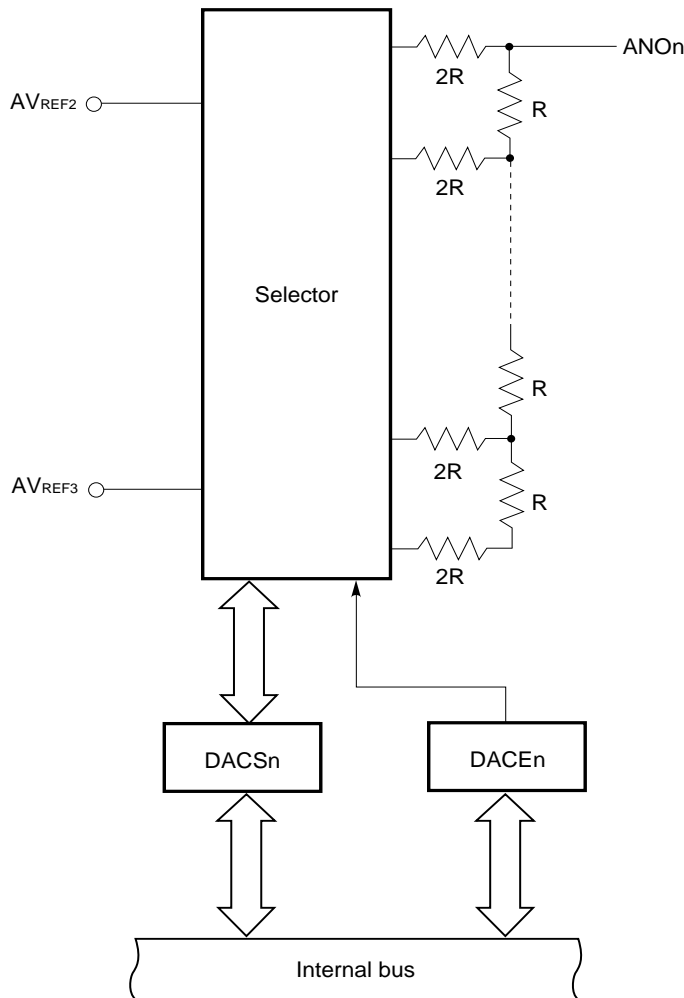 ANOn
2R
AVREF2
R
2R
Selector
R
2R
AVREF3
R
2R
DACSn
DACEn
Internal bus